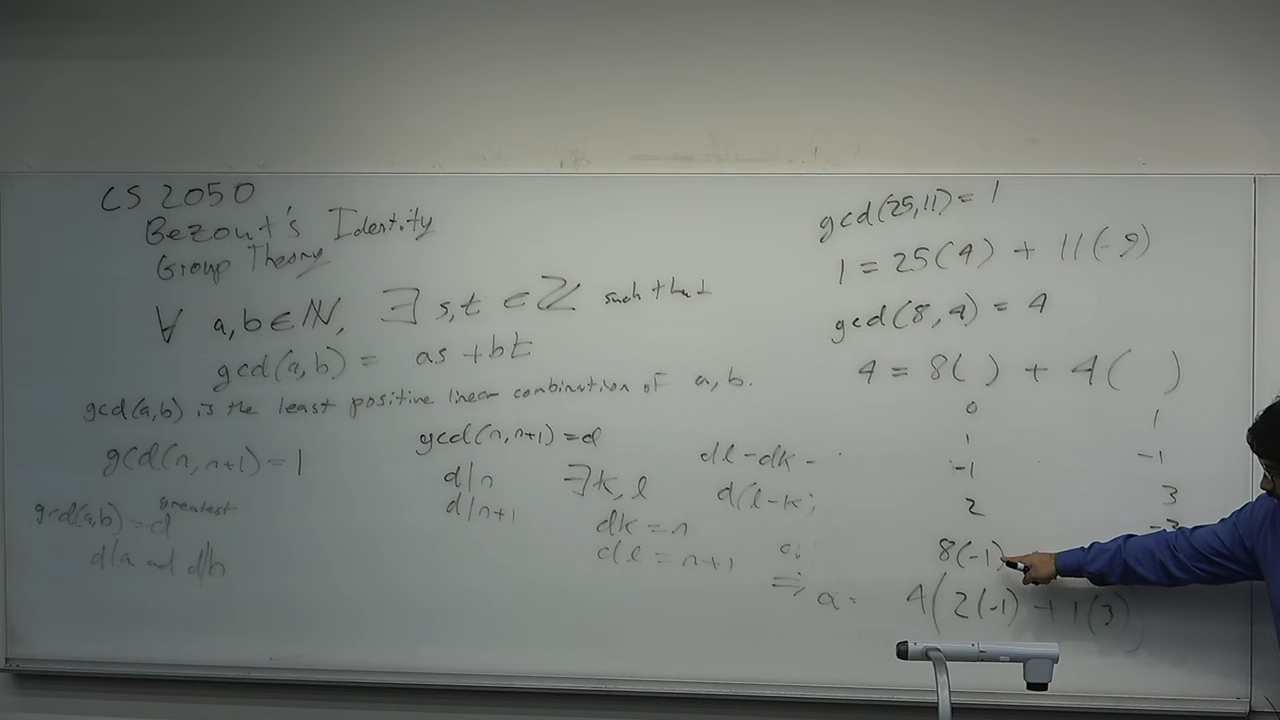 CS 2050
Bezout's Identity
Group Theory
∀ a,b∈ℕ, ∃ s,t ∈ ℤ such that
gcd(a,b) = as + bt
gcd(a,b) is the least positive linear combination of a, b.
gcd(n,n+1)=1
gcd(a,b)=d greatest
d|a and d|b
gcd(n,n+1)=d
d|n ∃k, l
d|n+1
dk = n
dl = n+1
dl-dk =
d(l-k)
⇒
a
gcd(25,11)=1
1=25(4) + 11(-9)
gcd(8,4) = 4
4 = 8( ) + 4( )
0 1
1 -1
-1 3
2 -3
8(-1)
4(2(-1) + 1(3)